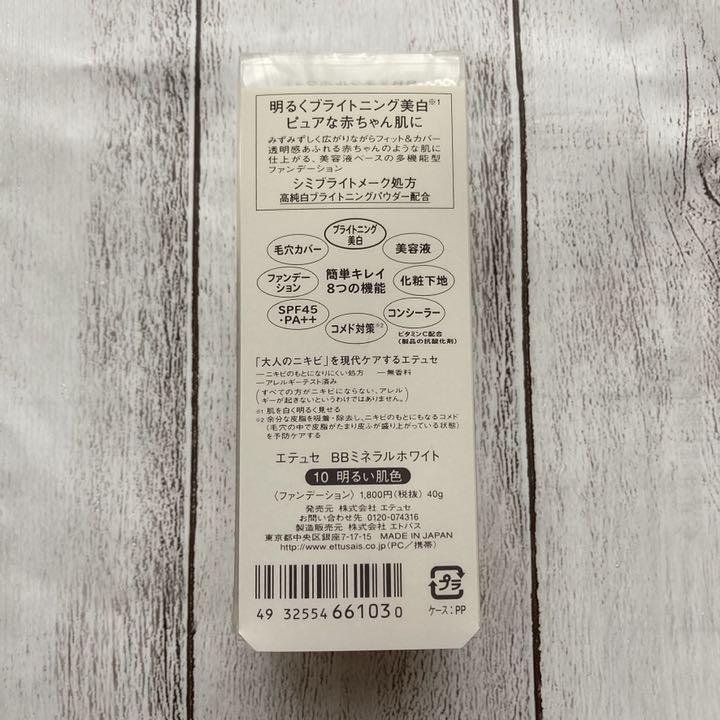 明るくブライトニング美白※1
ピュアな赤ちゃん肌に
みずみずしく広がりながらフィット&カバー
透明感あふれる赤ちゃんのような肌に
仕上がる、美容液ベースの多機能型
ファンデーション
シミブライトメーク処方
高純白ブライトニングパウダー配合
ブライトニング
美白
毛穴カバー
美容液
ファンデー
ション
簡単キレイ
8つの機能
化粧下地
SPF45
・PA++
コメド対策※2
コンシーラー
ビタミンC配合
(製品の抗酸化剤)
「大人のニキビ」を現代ケアするエテュセ
―ニキビのもとになりにくい処方 ―無香料
―アレルギーテスト済み
(すべての方がニキビにならない、アレル
ギーが起きないというわけではありません。)
※1 肌を白く明るく見せる
※2 余分な皮脂を吸着・除去し、ニキビのもとにもなるコメド
(毛穴の中で皮脂がたまり皮ふが盛り上がっている状態)
を予防ケアする
エテュセ BBミネラルホワイト
10 明るい肌色
〈ファンデーション〉1,800円(税抜) 40g
発売元 株式会社 エテュセ
お問い合わせ先 0120-074316
製造販売元 株式会社 エトバス
東京都中央区銀座7-17-15 MADE IN JAPAN
http://www.ettusais.co.jp(PC/携帯)
プラ
ケース:PP
49 32554 66103 0